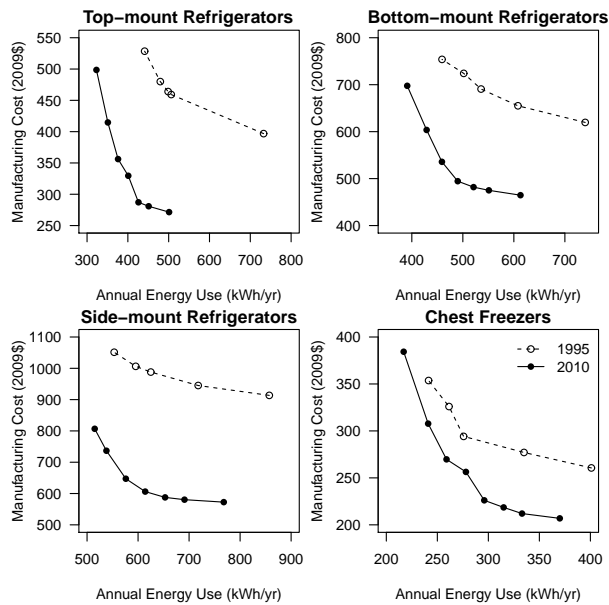 Top−mount Refrigerators
Manufacturing Cost (2009$)
550
500
450
400
350
300
250
300 400 500 600 700 800
Annual Energy Use (kWh/yr)
Bottom−mount Refrigerators
Manufacturing Cost (2009$)
800
700
600
500
400
400 500 600 700
Annual Energy Use (kWh/yr)
Side−mount Refrigerators
Manufacturing Cost (2009$)
1100
1000
900
800
700
600
500
500 600 700 800 900
Annual Energy Use (kWh/yr)
Chest Freezers
Manufacturing Cost (2009$)
400
350
300
250
200
1995
2010
200 250 300 350 400
Annual Energy Use (kWh/yr)